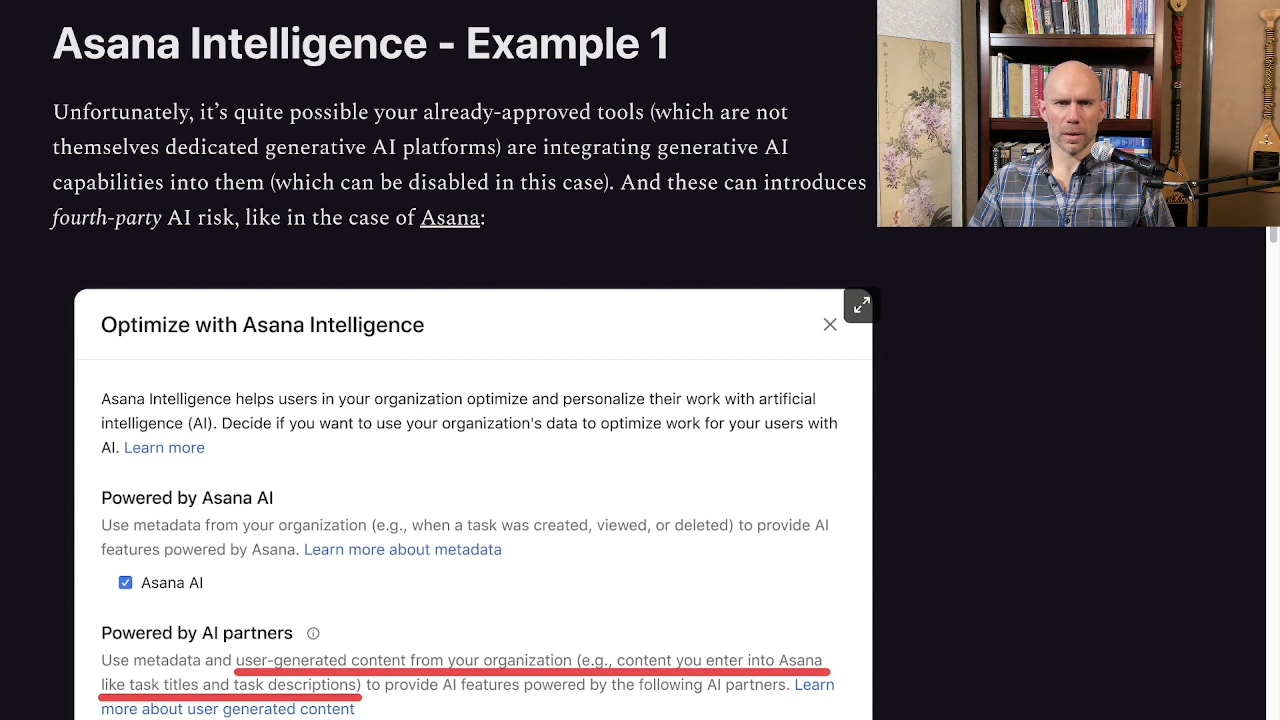 Asana Intelligence - Example 1
Unfortunately, it’s quite possible your already-approved tools (which are not
themselves dedicated generative AI platforms) are integrating generative AI
capabilities into them (which can be disabled in this case). And these can introduces
fourth-party AI risk, like in the case of Asana:
Optimize with Asana Intelligence
Asana Intelligence helps users in your organization optimize and personalize their work with artificial
intelligence (AI). Decide if you want to use your organization's data to optimize work for your users with
AI. Learn more
Powered by Asana AI
Use metadata from your organization (e.g., when a task was created, viewed, or deleted) to provide AI
features powered by Asana. Learn more about metadata
Asana AI
Powered by AI partners
Use metadata and user-generated content from your organization (e.g., content you enter into Asana
like task titles and task descriptions) to provide AI features powered by the following AI partners. Learn
more about user generated content